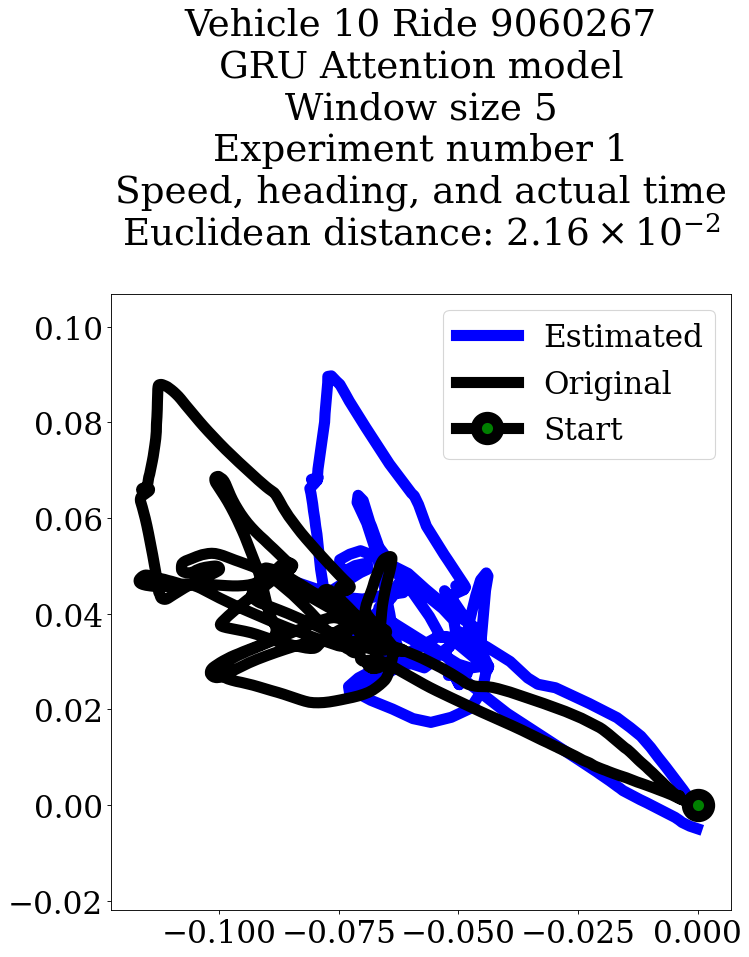 Vehicle 10 Ride 9060267
GRU Attention model
Window size 5
Experiment number 1
Speed, heading, and actual time
Euclidean distance: 2.16 × 10⁻²
Estimated
Original
Start
0.10
0.08
0.06
0.04
0.02
0.00
−0.02
−0.100 −0.075 −0.050 −0.025 0.000